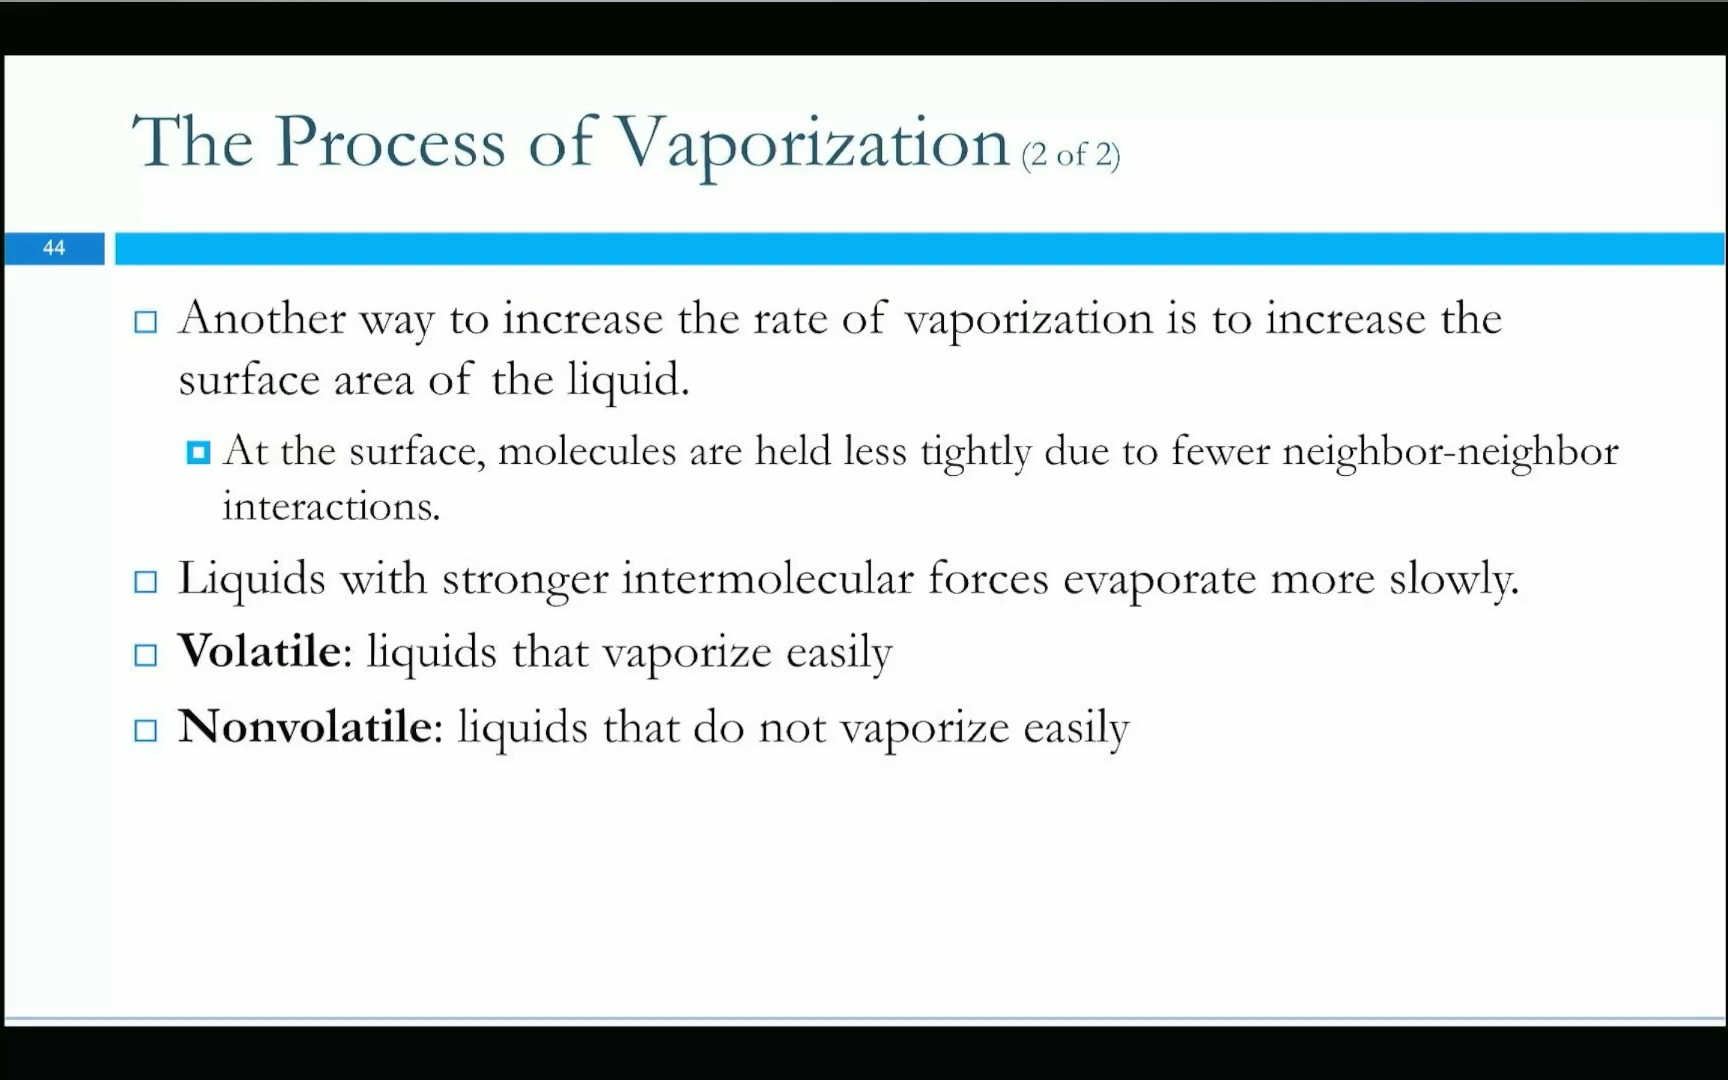 The Process of Vaporization (2 of 2)
44
Another way to increase the rate of vaporization is to increase the
surface area of the liquid.
At the surface, molecules are held less tightly due to fewer neighbor-neighbor
interactions.
Liquids with stronger intermolecular forces evaporate more slowly.
Volatile: liquids that vaporize easily
Nonvolatile: liquids that do not vaporize easily